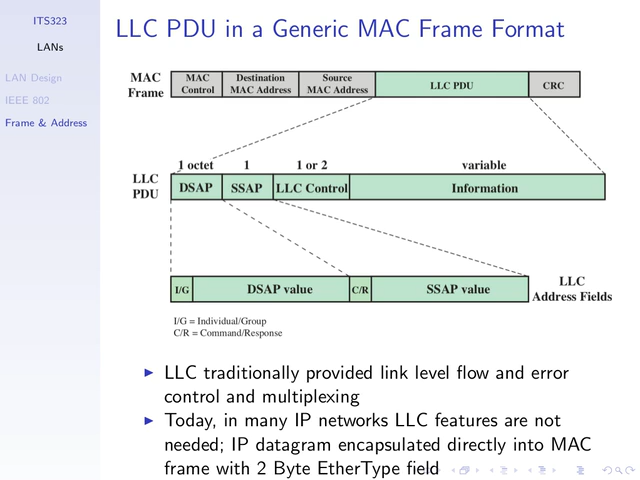 ITS323
LANs
LAN Design
IEEE 802
Frame & Address
LLC PDU in a Generic MAC Frame Format
MAC
Frame
MAC
Control
Destination
MAC Address
Source
MAC Address
LLC PDU
CRC
1 octet
1
1 or 2
variable
LLC
PDU
DSAP
SSAP
LLC Control
Information
I/G
DSAP value
C/R
SSAP value
LLC
Address Fields
I/G = Individual/Group
C/R = Command/Response
LLC traditionally provided link level flow and error
control and multiplexing
Today, in many IP networks LLC features are not
needed; IP datagram encapsulated directly into MAC
frame with 2 Byte EtherType field